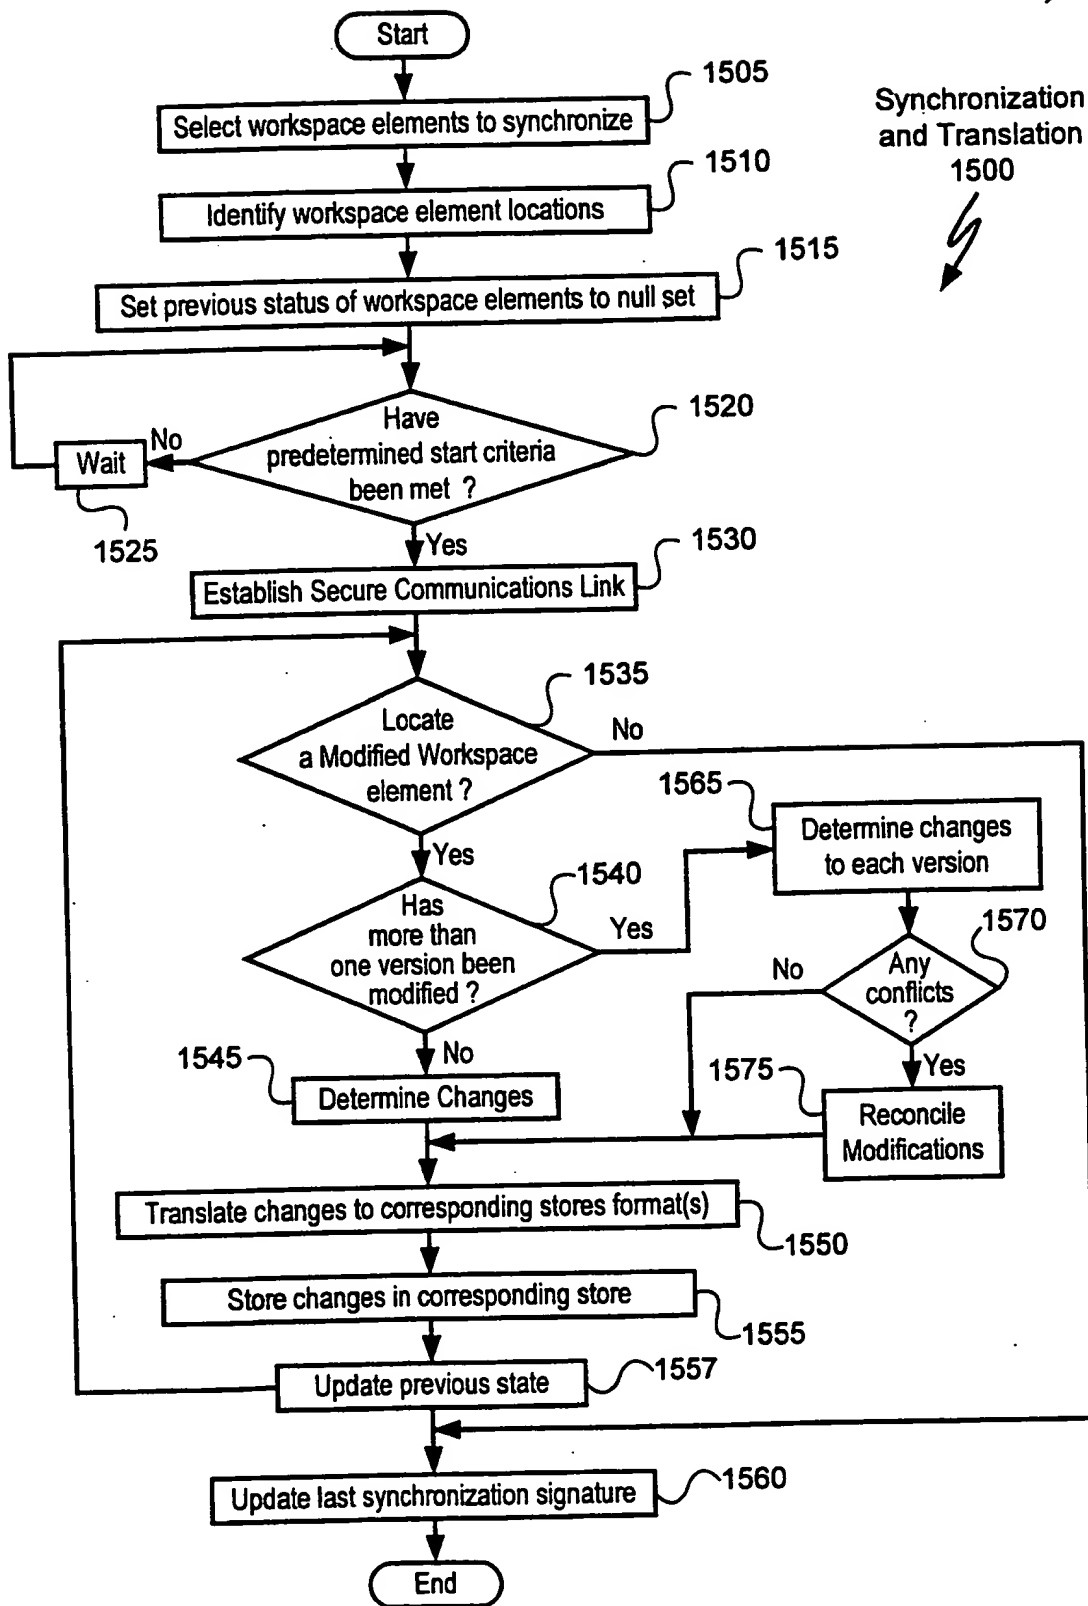 Start
1505
Select workspace elements to synchronize
Synchronization
and Translation
1500
1510
Identify workspace element locations
1515
Set previous status of workspace elements to null set
1520
Have
predetermined start criteria
been met ?
No
Wait
1525
Yes
1530
Establish Secure Communications Link
1535
Locate
a Modified Workspace
element ?
No
1565
Determine changes
to each version
Yes
1540
Has
more than
one version been
modified ?
Yes
1570
Any
conflicts
?
No
No
1545
Determine Changes
Yes
1575
Reconcile
Modifications
Translate changes to corresponding stores format(s)
1550
Store changes in corresponding store
1555
1557
Update previous state
1560
Update last synchronization signature
End